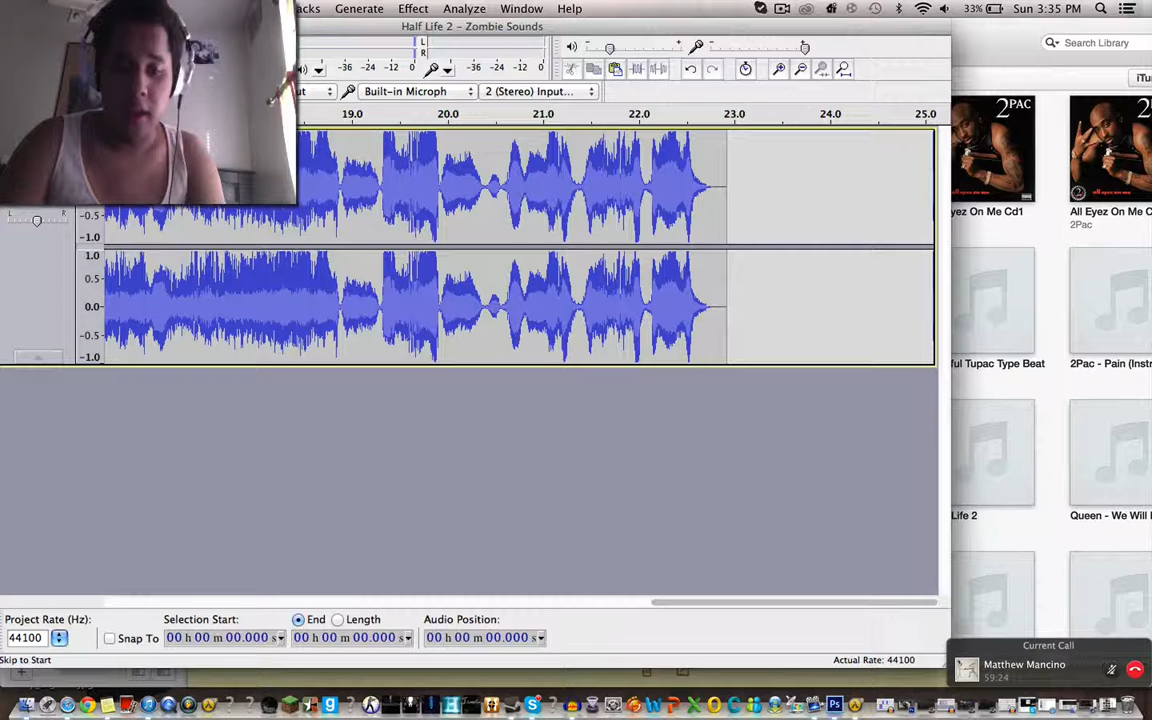 acks Generate Effect Analyze Window Help 33% Sun 3:35 PM
Half Life 2 - Zombie Sounds
L
R
-36 -24 -12 0 -36 -24 -12 0
ut Built-in Microph 2 (Stereo) Input...
Search Library
iTu
19.0 20.0 21.0 22.0 23.0 24.0 25.0
L R
-0.5
-1.0
1.0
0.5
0.0
-0.5
-1.0
2PAC 2PAC
yez On Me Cd1 All Eyez On Me C
2Pac
ful Tupac Type Beat 2Pac - Pain (Instr
Life 2 Queen - We Will
Project Rate (Hz): Selection Start: End Length Audio Position:
44100 Snap To 00 h 00 m 00.000 s 00 h 00 m 00.000 s 00 h 00 m 00.000 s
Skip to Start Actual Rate: 44100
Current Call
Matthew Mancino
59:24